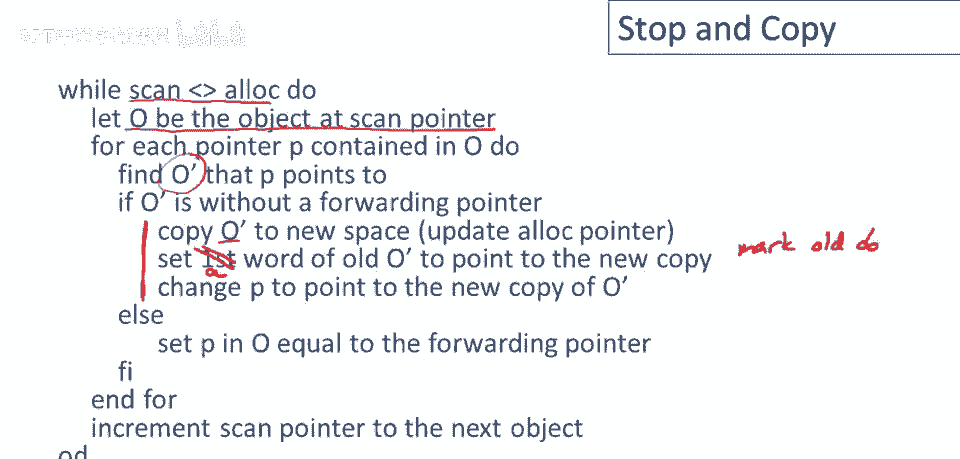 Stop and Copy
while scan <> alloc do
let O be the object at scan pointer
for each pointer p contained in O do
find O' that p points to
if O' is without a forwarding pointer
copy O' to new space (update alloc pointer)
set 1st word of old O' to point to the new copy
mark old do
change p to point to the new copy of O'
else
set p in O equal to the forwarding pointer
fi
end for
increment scan pointer to the next object
od